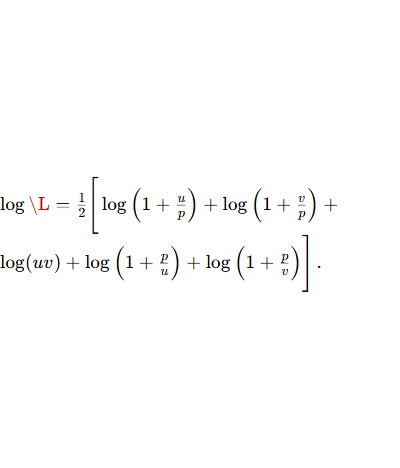 log \L = 1/2 [ log (1 + u/p) + log (1 + v/p) +
log(uv) + log (1 + p/u) + log (1 + p/v) ] .